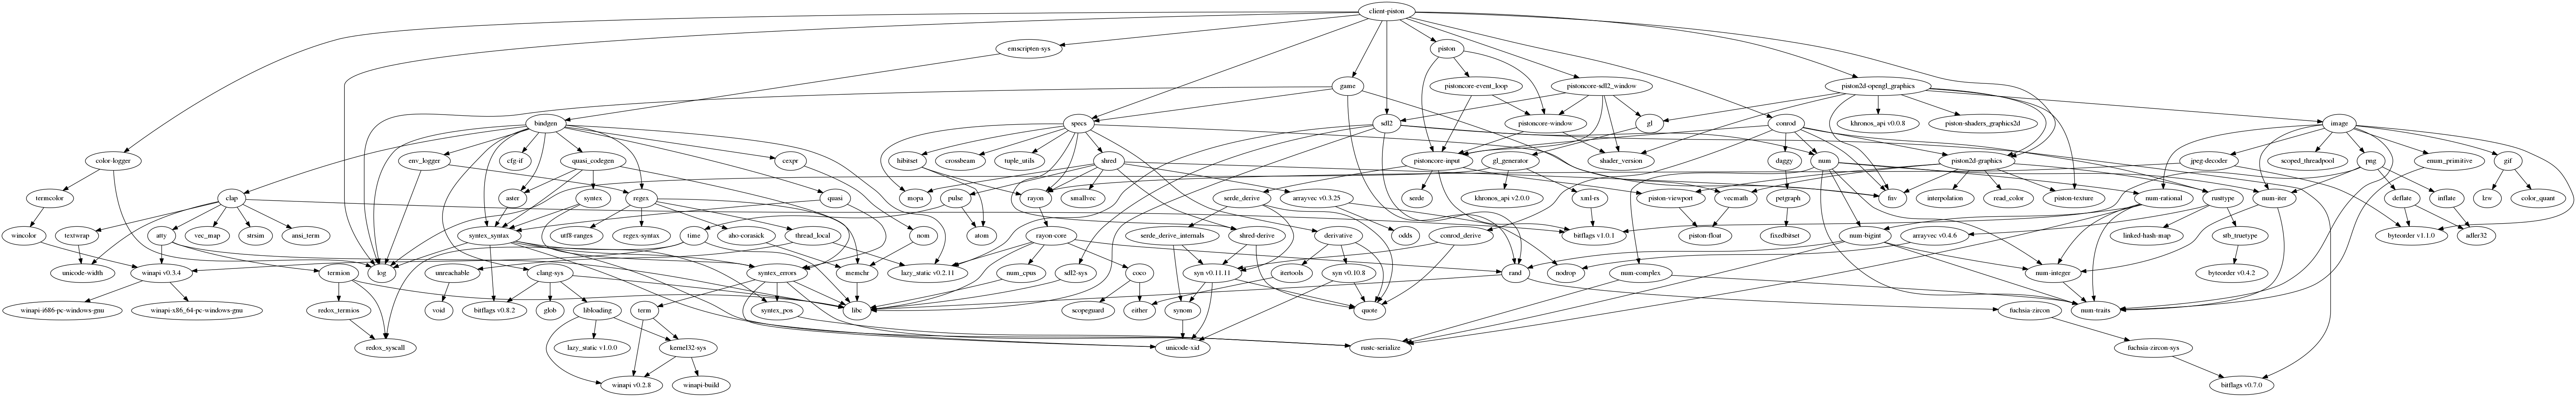 client-piston
emscripten-sys
piston
game
pistoncore-event_loop
pistoncore-sdl2_window
piston2d-opengl_graphics
bindgen
specs
sdl2
pistoncore-window
gl
conrod
khronos_api v0.0.8
piston-shaders_graphics2d
image
color-logger
env_logger
cfg-if
quasi_codegen
cexpr
hibitset
crossbeam
tuple_utils
shred
pistoncore-input
gl_generator
shader_version
daggy
num
piston2d-graphics
jpeg-decoder
scoped_threadpool
png
enum_primitive
gif
termcolor
clap
aster
syntex
regex
quasi
mopa
pulse
rayon
smallvec
serde_derive
arrayvec v0.3.25
serde
khronos_api v2.0.0
xml-rs
piston-viewport
vecmath
petgraph
fnv
interpolation
read_color
piston-texture
num-rational
rusttype
num-iter
deflate
inflate
lzw
color_quant
wincolor
textwrap
atty
vec_map
strsim
ansi_term
syntex_syntax
utf8-ranges
regex-syntax
time
aho-corasick
thread_local
nom
atom
rayon-core
serde_derive_internals
shred-derive
derivative
odds
conrod_derive
bitflags v1.0.1
piston-float
fixedbitset
num-bigint
arrayvec v0.4.6
linked-hash-map
stb_truetype
byteorder v1.1.0
adler32
unicode-width
winapi v0.3.4
termion
log
unreachable
clang-sys
syntex_errors
memchr
lazy_static v0.2.11
num_cpus
sdl2-sys
coco
syn v0.11.11
itertools
syn v0.10.8
rand
nodrop
num-complex
num-integer
byteorder v0.4.2
winapi-i686-pc-windows-gnu
winapi-x86_64-pc-windows-gnu
redox_termios
void
bitflags v0.8.2
glob
libloading
term
syntex_pos
libc
scopeguard
either
synom
quote
fuchsia-zircon
num-traits
redox_syscall
lazy_static v1.0.0
kernel32-sys
unicode-xid
rustc-serialize
fuchsia-zircon-sys
winapi v0.2.8
winapi-build
bitflags v0.7.0